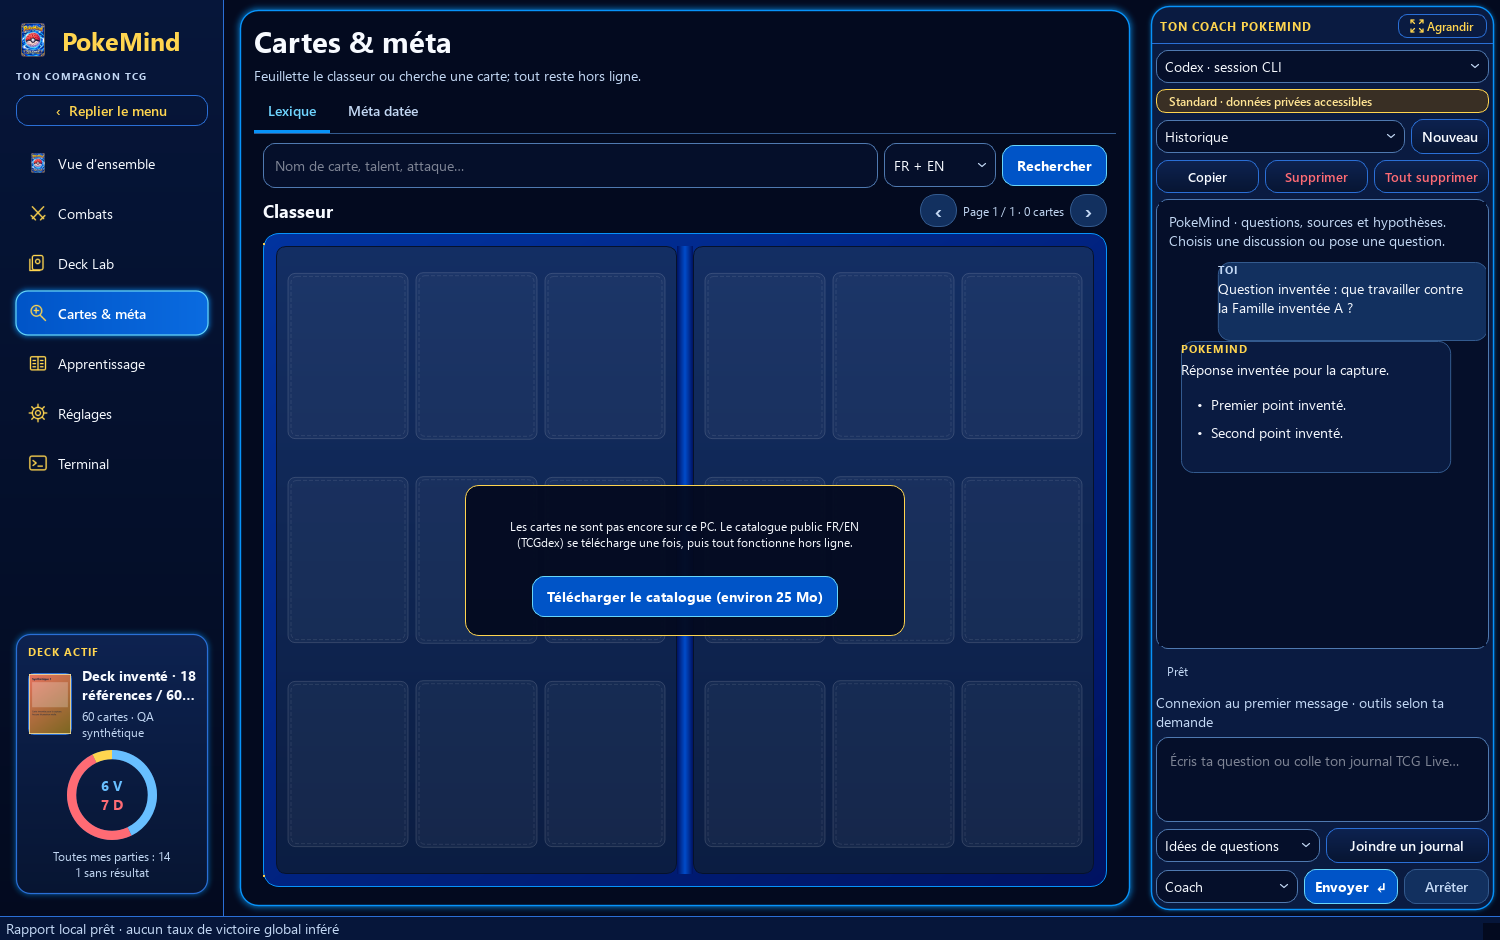 PokeMind
TON COMPAGNON TCG
‹ Replier le menu
Vue d'ensemble
Combats
Deck Lab
Cartes & méta
Apprentissage
Réglages
Terminal
DECK ACTIF
Deck inventé · 18
références / 60…
60 cartes · QA
synthétique
6 V
7 D
Toutes mes parties : 14
1 sans résultat
Cartes & méta
Feuillette le classeur ou cherche une carte; tout reste hors ligne.
Lexique
Méta datée
Nom de carte, talent, attaque…
FR + EN
Rechercher
Classeur
‹
Page 1 / 1 · 0 cartes
›
Les cartes ne sont pas encore sur ce PC. Le catalogue public FR/EN
(TCGdex) se télécharge une fois, puis tout fonctionne hors ligne.
Télécharger le catalogue (environ 25 Mo)
TON COACH POKEMIND
Agrandir
Codex · session CLI
Standard · données privées accessibles
Historique
Nouveau
Copier
Supprimer
Tout supprimer
PokeMind · questions, sources et hypothèses.
Choisis une discussion ou pose une question.
TOI
Question inventée : que travailler contre
la Famille inventée A ?
POKEMIND
Réponse inventée pour la capture.
• Premier point inventé.
• Second point inventé.
Prêt
Connexion au premier message · outils selon ta
demande
Écris ta question ou colle ton journal TCG Live…
Idées de questions
Joindre un journal
Coach
Envoyer ↲
Arrêter
Rapport local prêt · aucun taux de victoire global inféré